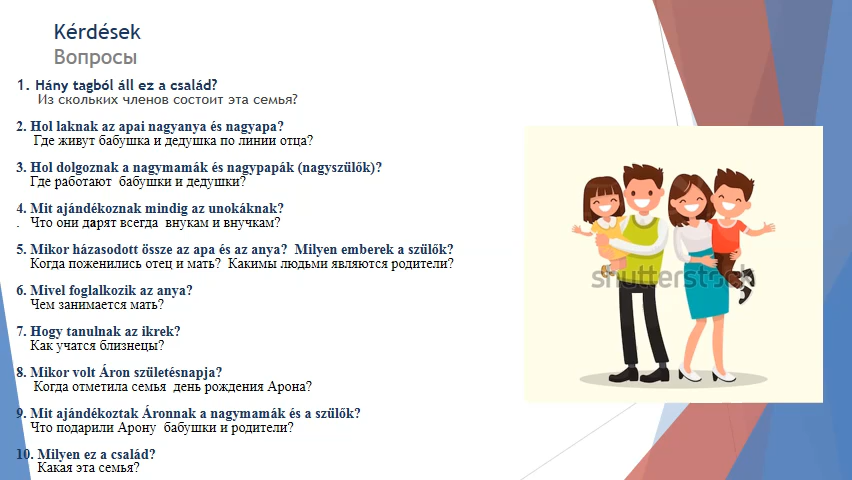 Kérdések
Вопросы
1. Hány tagból áll ez a család?
Из скольких членов состоит эта семья?
2. Hol laknak az apai nagyanya és nagyapa?
Где живут бабушка и дедушка по линии отца?
3. Hol dolgoznak a nagymamák és nagypapák (nagyszülők)?
Где работают бабушки и дедушки?
4. Mit ajándékoznak mindig az unokáknak?
. Что они дарят всегда внукам и внучкам?
5. Mikor házasodott össze az apa és az anya? Milyen emberek a szülők?
Когда поженились отец и мать? Какимы людьми являются родители?
6. Mivel foglalkozik az anya?
Чем занимается мать?
7. Hogy tanulnak az ikrek?
Как учатся близнецы?
8. Mikor volt Áron születésnapja?
Когда отметила семья день рождения Арона?
9. Mit ajándékoztak Áronnak a nagymamák és a szülők?
Что подарили Арону бабушки и родители?
10. Milyen ez a család?
Какая эта семья?
shutterstock